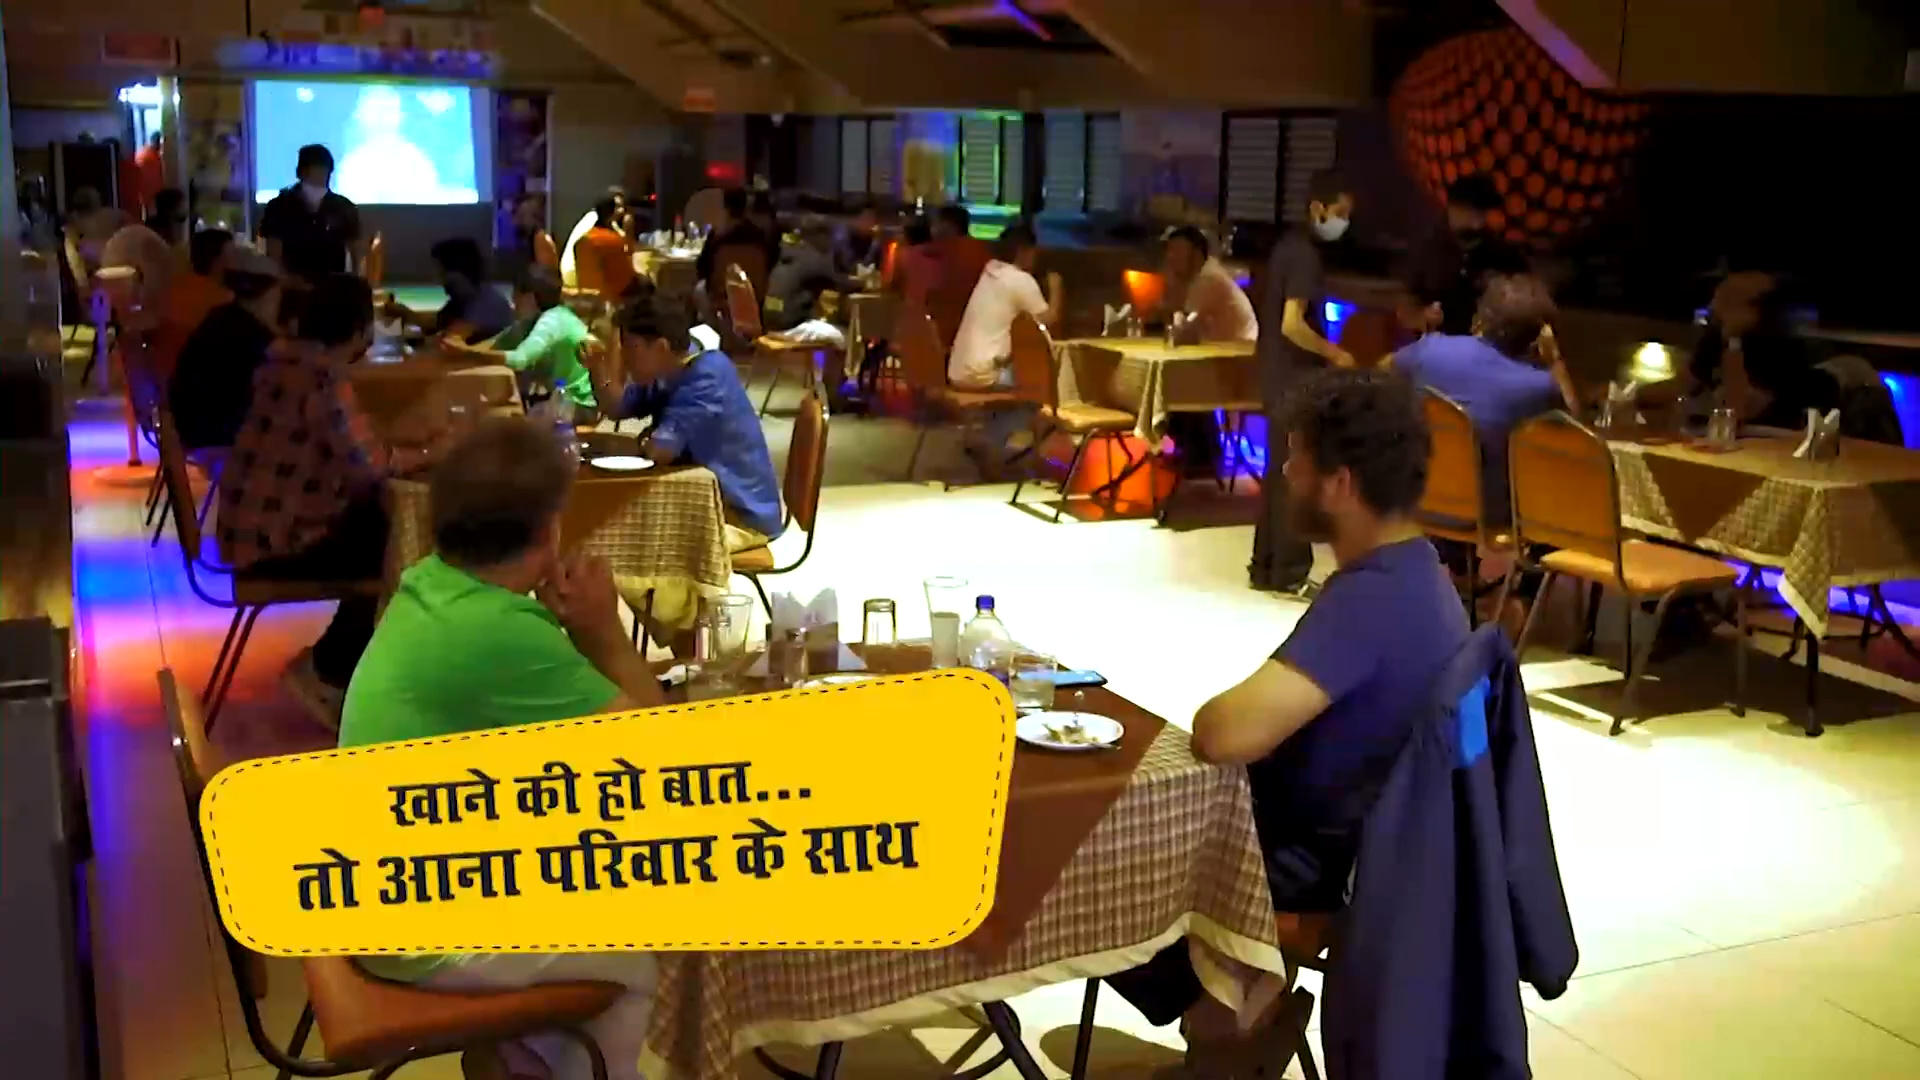 खाने की हो बात...
तो आना परिवार के साथ